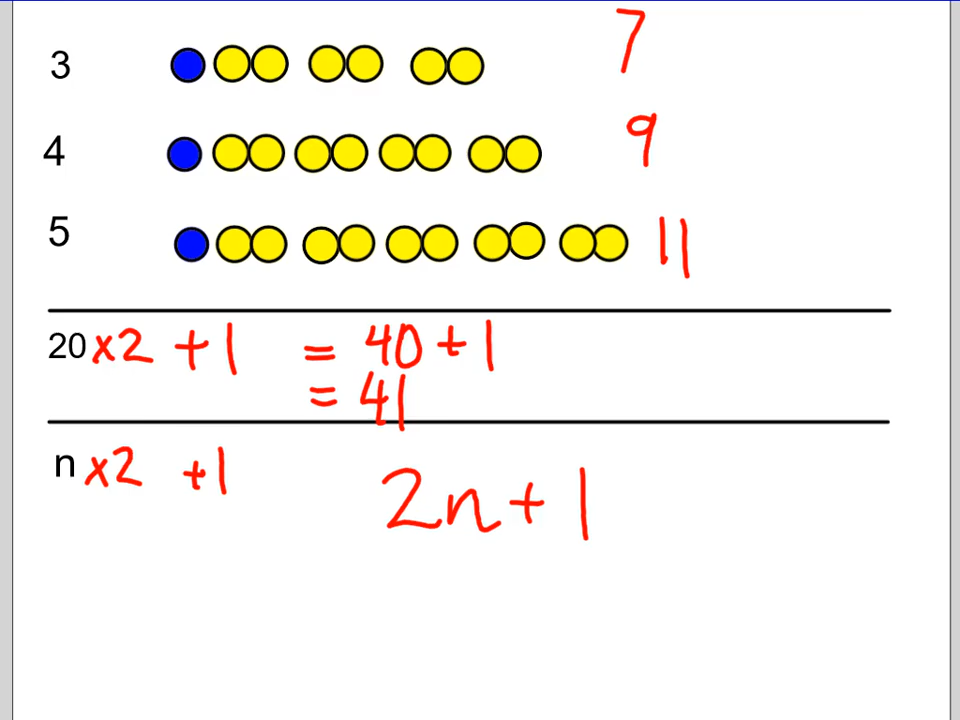 3 7
4 9
5 11
20 x2 + 1 = 40 + 1
= 41
n x2 +1
2n + 1